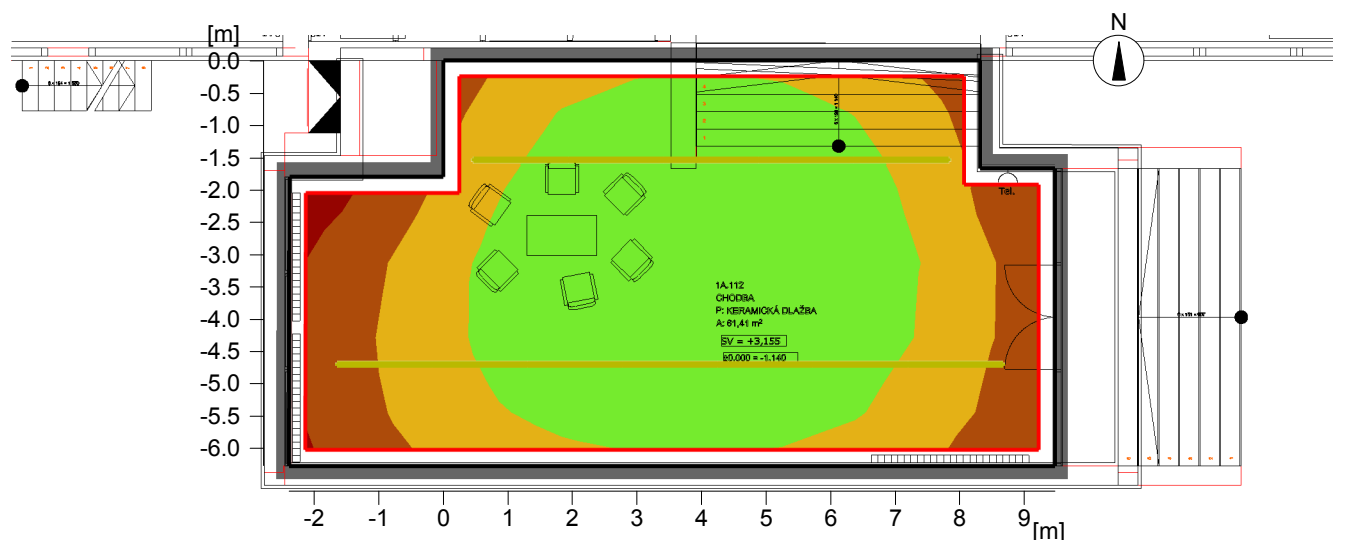 [m]
N
0.0
-0.5
-1.0
-1.5
-2.0
-2.5
-3.0
-3.5
-4.0
-4.5
-5.0
-5.5
-6.0
Tel.
1A.112
CHODBA
P: KERAMICKÁ DLAŽBA
A: 61,41 m²
SV = +3,155
±0.000 = -1.140
-2 -1 0 1 2 3 4 5 6 7 8 9 [m]